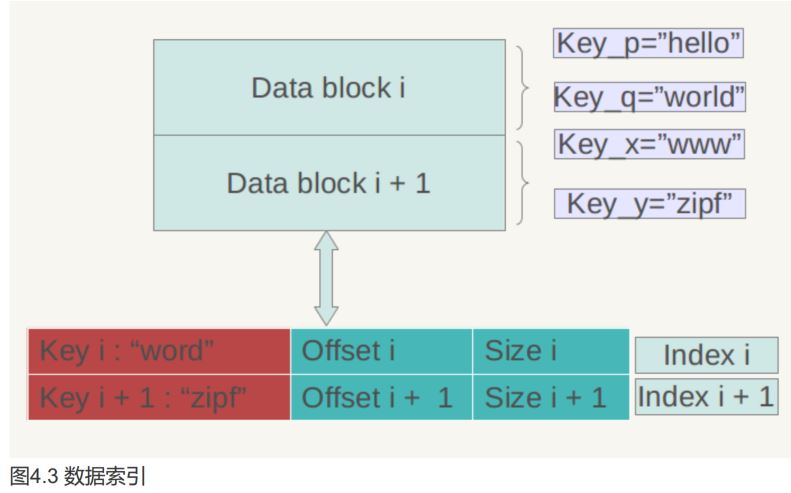 Data block i
Data block i + 1
Key_p=”hello”
Key_q=”world”
Key_x=”www”
Key_y=”zipf”
Key i : “word” Offset i Size i Index i
Key i + 1 : “zipf” Offset i + 1 Size i + 1 Index i + 1
图4.3 数据索引